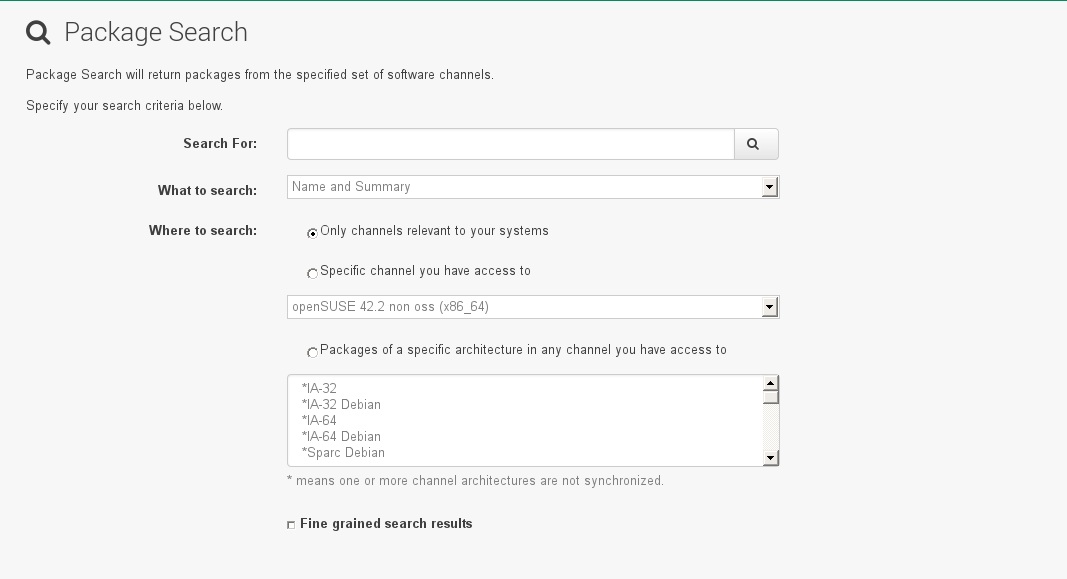 Package Search
Package Search will return packages from the specified set of software channels.
Specify your search criteria below.
Search For:
What to search: Name and Summary
Where to search: Only channels relevant to your systems
Specific channel you have access to
openSUSE 42.2 non oss (x86_64)
Packages of a specific architecture in any channel you have access to
*IA-32
*IA-32 Debian
*IA-64
*IA-64 Debian
*Sparc Debian
* means one or more channel architectures are not synchronized.
Fine grained search results